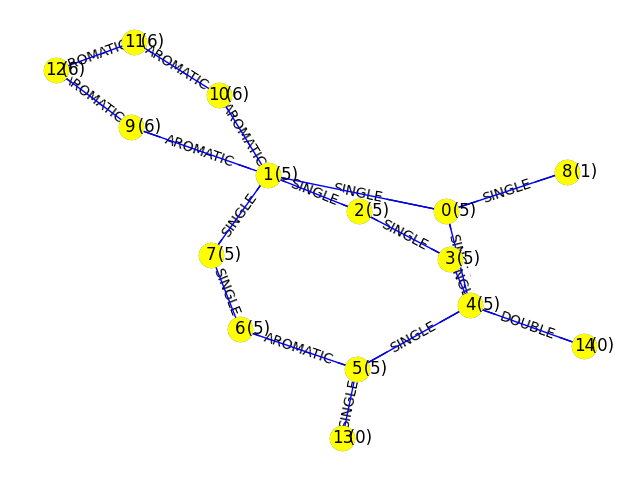 11(6)
AROMATIC
AROMATIC
12(6)
10(6)
AROMATIC
AROMATIC
9(6)
AROMATIC
1(5)
8(1)
SINGLE
SINGLE
SINGLE
2(5)
0(5)
SINGLE
SINGLE
7(5)
3(5)
SINGLE
4(5)
6(5)
DOUBLE
AROMATIC
SINGLE
14(0)
5(5)
SINGLE
13(0)